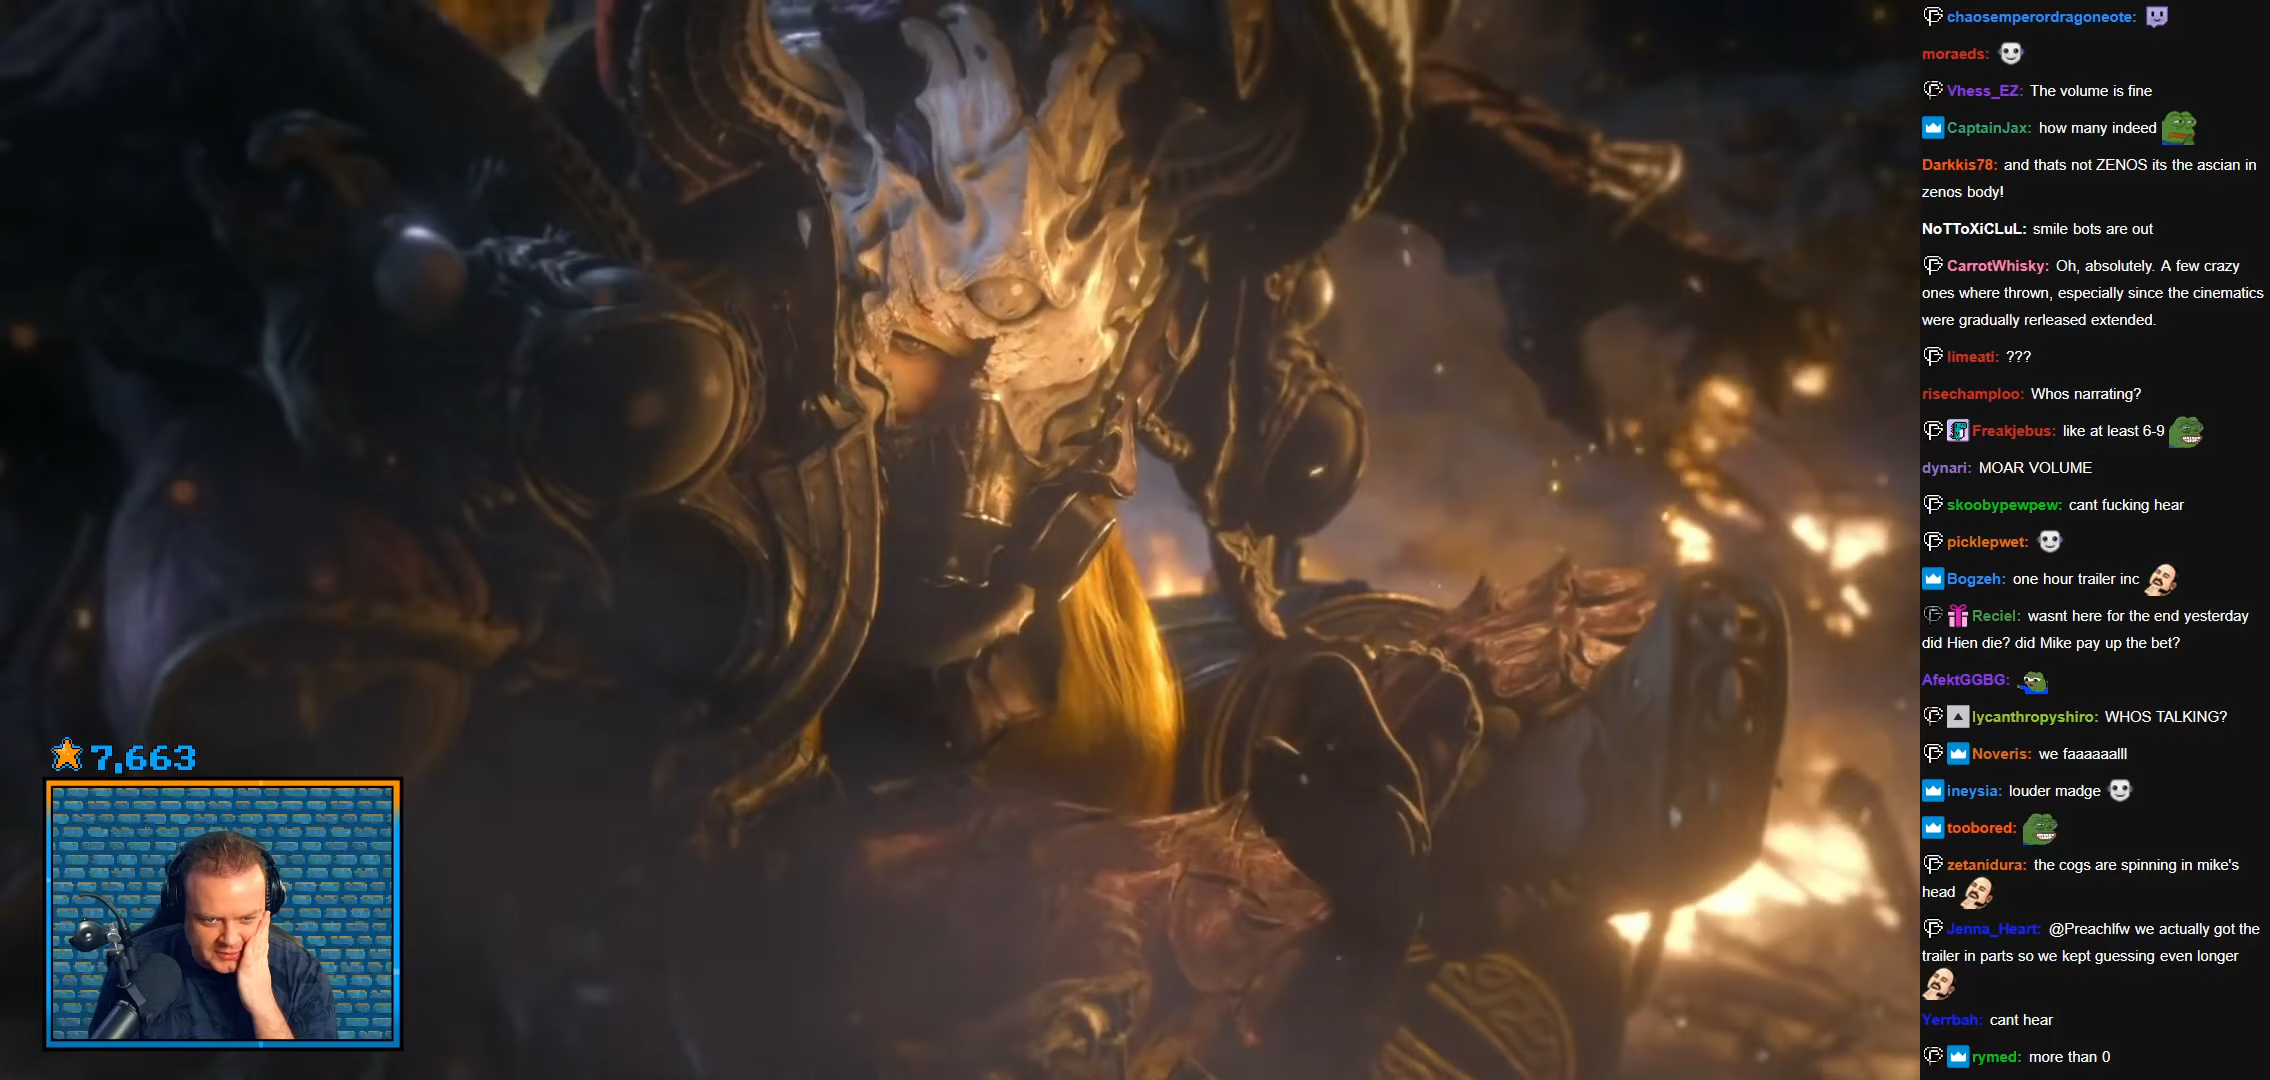 chaosemperordragoneote:
moraeds:
Vhess_EZ: The volume is fine
CaptainJax: how many indeed
Darkkis78: and thats not ZENOS its the ascian in
zenos body!
NoTToXiCLuL: smile bots are out
CarrotWhisky: Oh, absolutely. A few crazy
ones where thrown, especially since the cinematics
were gradually rerleased extended.
limeati: ???
risechamploo: Whos narrating?
Freakjebus: like at least 6-9
dynari: MOAR VOLUME
skoobypewpew: cant fucking hear
picklepwet:
Bogzeh: one hour trailer inc
Reciel: wasnt here for the end yesterday
did Hien die? did Mike pay up the bet?
AfektGGBG:
lycanthropyshiro: WHOS TALKING?
Noveris: we faaaaaalll
ineysia: louder madge
toobored:
zetanidura: the cogs are spinning in mike's
head
Jenna_Heart: @Preachlfw we actually got the
trailer in parts so we kept guessing even longer
Yerrbah: cant hear
rymed: more than 0
7,663